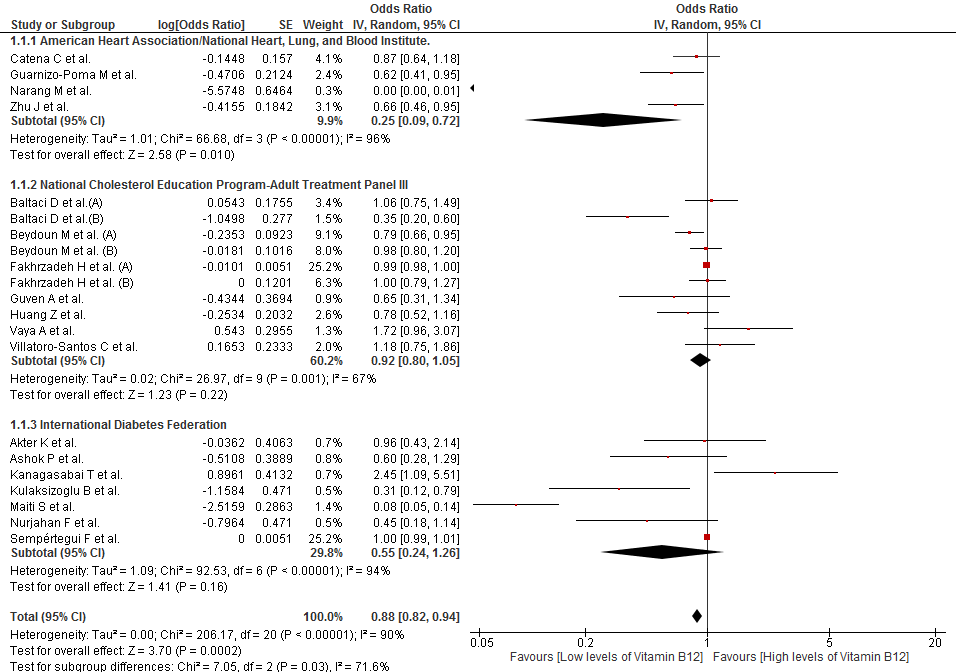 Odds Ratio Odds Ratio
Study or Subgroup log[Odds Ratio] SE Weight IV, Random, 95% CI IV, Random, 95% CI
1.1.1 American Heart Association/National Heart, Lung, and Blood Institute.
Catena C et al. -0.1448 0.157 4.1% 0.87 [0.64, 1.18]
Guarnizo-Poma M et al. -0.4706 0.2124 2.4% 0.62 [0.41, 0.95]
Narang M et al. -5.5748 0.6464 0.3% 0.00 [0.00, 0.01]
Zhu J et al. -0.4155 0.1842 3.1% 0.66 [0.46, 0.95]
Subtotal (95% CI) 9.9% 0.25 [0.09, 0.72]
Heterogeneity: Tau² = 1.01; Chi² = 66.68, df = 3 (P < 0.00001); I² = 96%
Test for overall effect: Z = 2.58 (P = 0.010)
1.1.2 National Cholesterol Education Program-Adult Treatment Panel III
Baltaci D et al.(A) 0.0543 0.1755 3.4% 1.06 [0.75, 1.49]
Baltaci D et al.(B) -1.0498 0.277 1.5% 0.35 [0.20, 0.60]
Beydoun M et al. (A) -0.2353 0.0923 9.1% 0.79 [0.66, 0.95]
Beydoun M et al. (B) -0.0181 0.1016 8.0% 0.98 [0.80, 1.20]
Fakhrzadeh H et al. (A) -0.0101 0.0051 25.2% 0.99 [0.98, 1.00]
Fakhrzadeh H et al. (B) 0 0.1201 6.3% 1.00 [0.79, 1.27]
Guven A et al. -0.4344 0.3694 0.9% 0.65 [0.31, 1.34]
Huang Z et al. -0.2534 0.2032 2.6% 0.78 [0.52, 1.16]
Vaya A et al. 0.543 0.2955 1.3% 1.72 [0.96, 3.07]
Villatoro-Santos C et al. 0.1653 0.2333 2.0% 1.18 [0.75, 1.86]
Subtotal (95% CI) 60.2% 0.92 [0.80, 1.05]
Heterogeneity: Tau² = 0.02; Chi² = 26.97, df = 9 (P = 0.001); I² = 67%
Test for overall effect: Z = 1.23 (P = 0.22)
1.1.3 International Diabetes Federation
Akter K et al. -0.0362 0.4063 0.7% 0.96 [0.43, 2.14]
Ashok P et al. -0.5108 0.3889 0.8% 0.60 [0.28, 1.29]
Kanagasabai T et al. 0.8961 0.4132 0.7% 2.45 [1.09, 5.51]
Kulaksizoglu B et al. -1.1584 0.471 0.5% 0.31 [0.12, 0.79]
Maiti S et al. -2.5159 0.2863 1.4% 0.08 [0.05, 0.14]
Nurjahan F et al. -0.7964 0.471 0.5% 0.45 [0.18, 1.14]
Sempértegui F et al. 0 0.0051 25.2% 1.00 [0.99, 1.01]
Subtotal (95% CI) 29.8% 0.55 [0.24, 1.26]
Heterogeneity: Tau² = 1.09; Chi² = 92.53, df = 6 (P < 0.00001); I² = 94%
Test for overall effect: Z = 1.41 (P = 0.16)
Total (95% CI) 100.0% 0.88 [0.82, 0.94]
Heterogeneity: Tau² = 0.00; Chi² = 206.17, df = 20 (P < 0.00001); I² = 90%
Test for overall effect: Z = 3.70 (P = 0.0002)
Test for subgroup differences: Chi² = 7.05, df = 2 (P = 0.03), I² = 71.6%
0.05 0.2 1 5 20
Favours [Low levels of Vitamin B12] Favours [High levels of Vitamin B12]